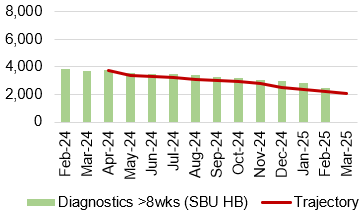 8,000
6,000
4,000
2,000
0
Feb-24
Mar-24
Apr-24
May-24
Jun-24
Jul-24
Aug-24
Sep-24
Oct-24
Nov-24
Dec-24
Jan-25
Feb-25
Mar-25
Diagnostics >8wks (SBU HB) Trajectory